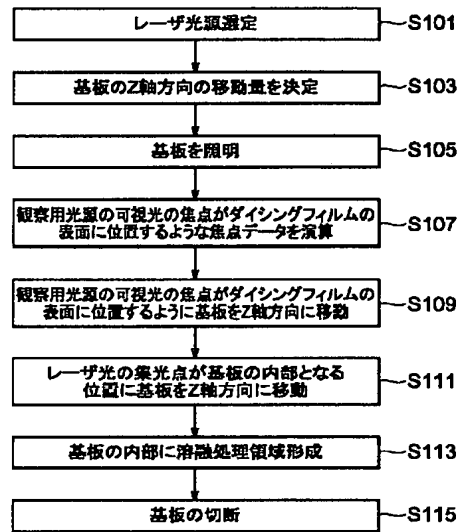 レーザ光源選定
S101
基板のZ軸方向の移動量を決定
S103
基板を照明
S105
観察用光源の可視光の焦点がダイシングフィルムの
表面に位置するような焦点データを演算
S107
観察用光源の可視光の焦点がダイシングフィルムの
表面に位置するように基板をZ軸方向に移動
S109
レーザ光の集光点が基板の内部となる
位置に基板をZ軸方向に移動
S111
基板の内部に溶融処理領域形成
S113
基板の切断
S115